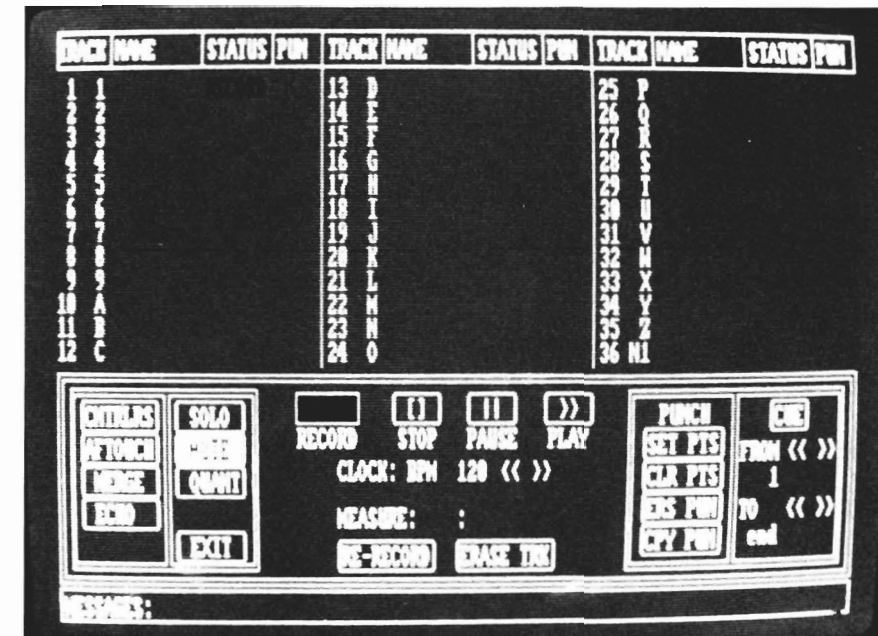 TRACK NAME STATUS PUN TRACK NAME STATUS PUN TRACK NAME STATUS PUN
1 1 13 D 25 P
2 2 14 E 26 Q
3 3 15 F 27 R
4 4 16 G 28 S
5 5 17 H 29 T
6 6 18 I 30 U
7 7 19 J 31 V
8 8 20 K 32 W
9 9 21 L 33 X
10 A 22 M 34 Y
11 B 23 N 35 Z
12 C 24 O 36 N1
CNTRLRS SOLO [] || >> PUNCH CUE
AFTOUCH MUTE RECORD STOP PAUSE PLAY SET PTS FROM << >>
MERGE QUANT CLOCK: BPM 120 << >> CLR PTS 1
ECHO MEASURE: : ERS PUN TO << >>
EXIT RE-RECORD ERASE TRK CPY PUN end
MESSAGES: